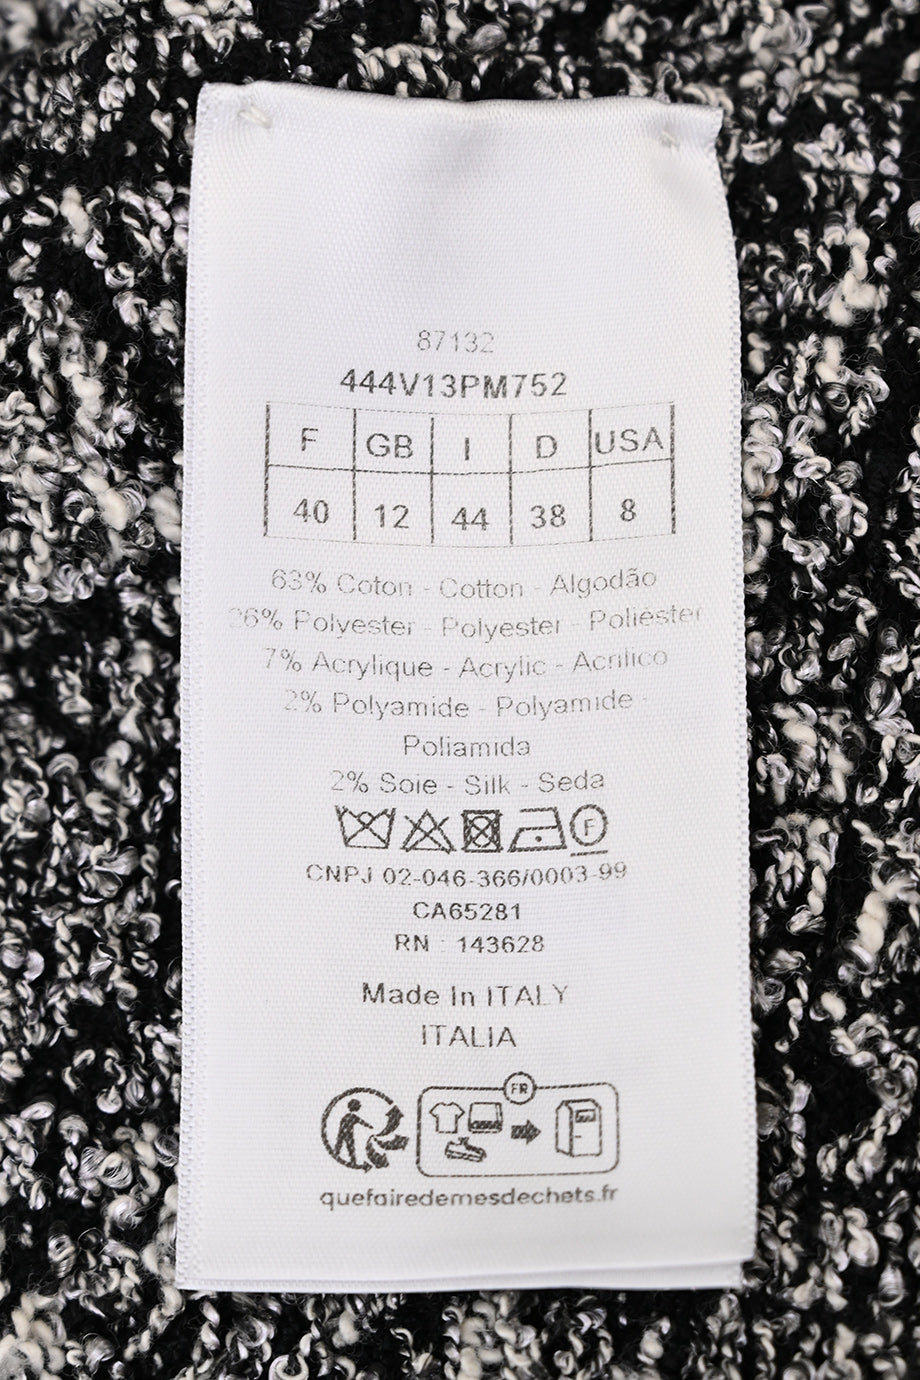 87132
444V13PM752
F GB I D USA
40 12 44 38 8
63% Coton - Cotton - Algodão
26% Polyester - Polyester - Poliéster
7% Acrylique - Acrylic - Acrílico
2% Polyamide - Polyamide -
Poliamida
2% Soie - Silk - Seda
F
CNPJ 02-046-366/0003-99
CA65281
RN : 143628
Made In ITALY
ITALIA
FR
quefairedemesdechets.fr